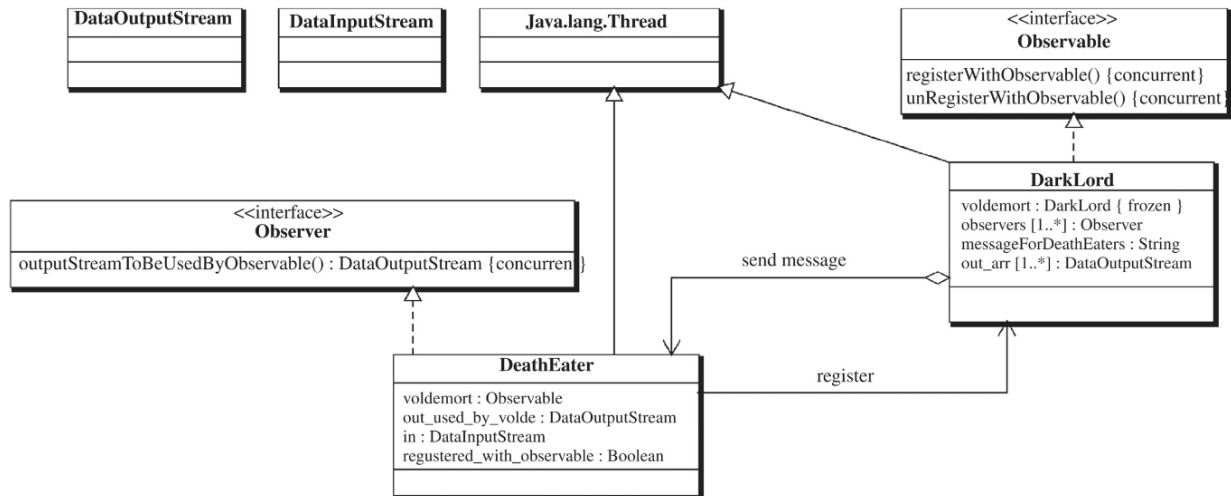 DataOutputStream
DataInputStream
Java.lang.Thread
<<interface>>
Observable
registerWithObservable() {concurrent}
unRegisterWithObservable() {concurrent}
DarkLord
voldemort : DarkLord { frozen }
observers [1..*] : Observer
messageForDeathEaters : String
out_arr [1..*] : DataOutputStream
<<interface>>
Observer
outputStreamToBeUsedByObservable() : DataOutputStream {concurrent}
send message
register
DeathEater
voldemort : Observable
out_used_by_volde : DataOutputStream
in : DataInputStream
regustered_with_observable : Boolean